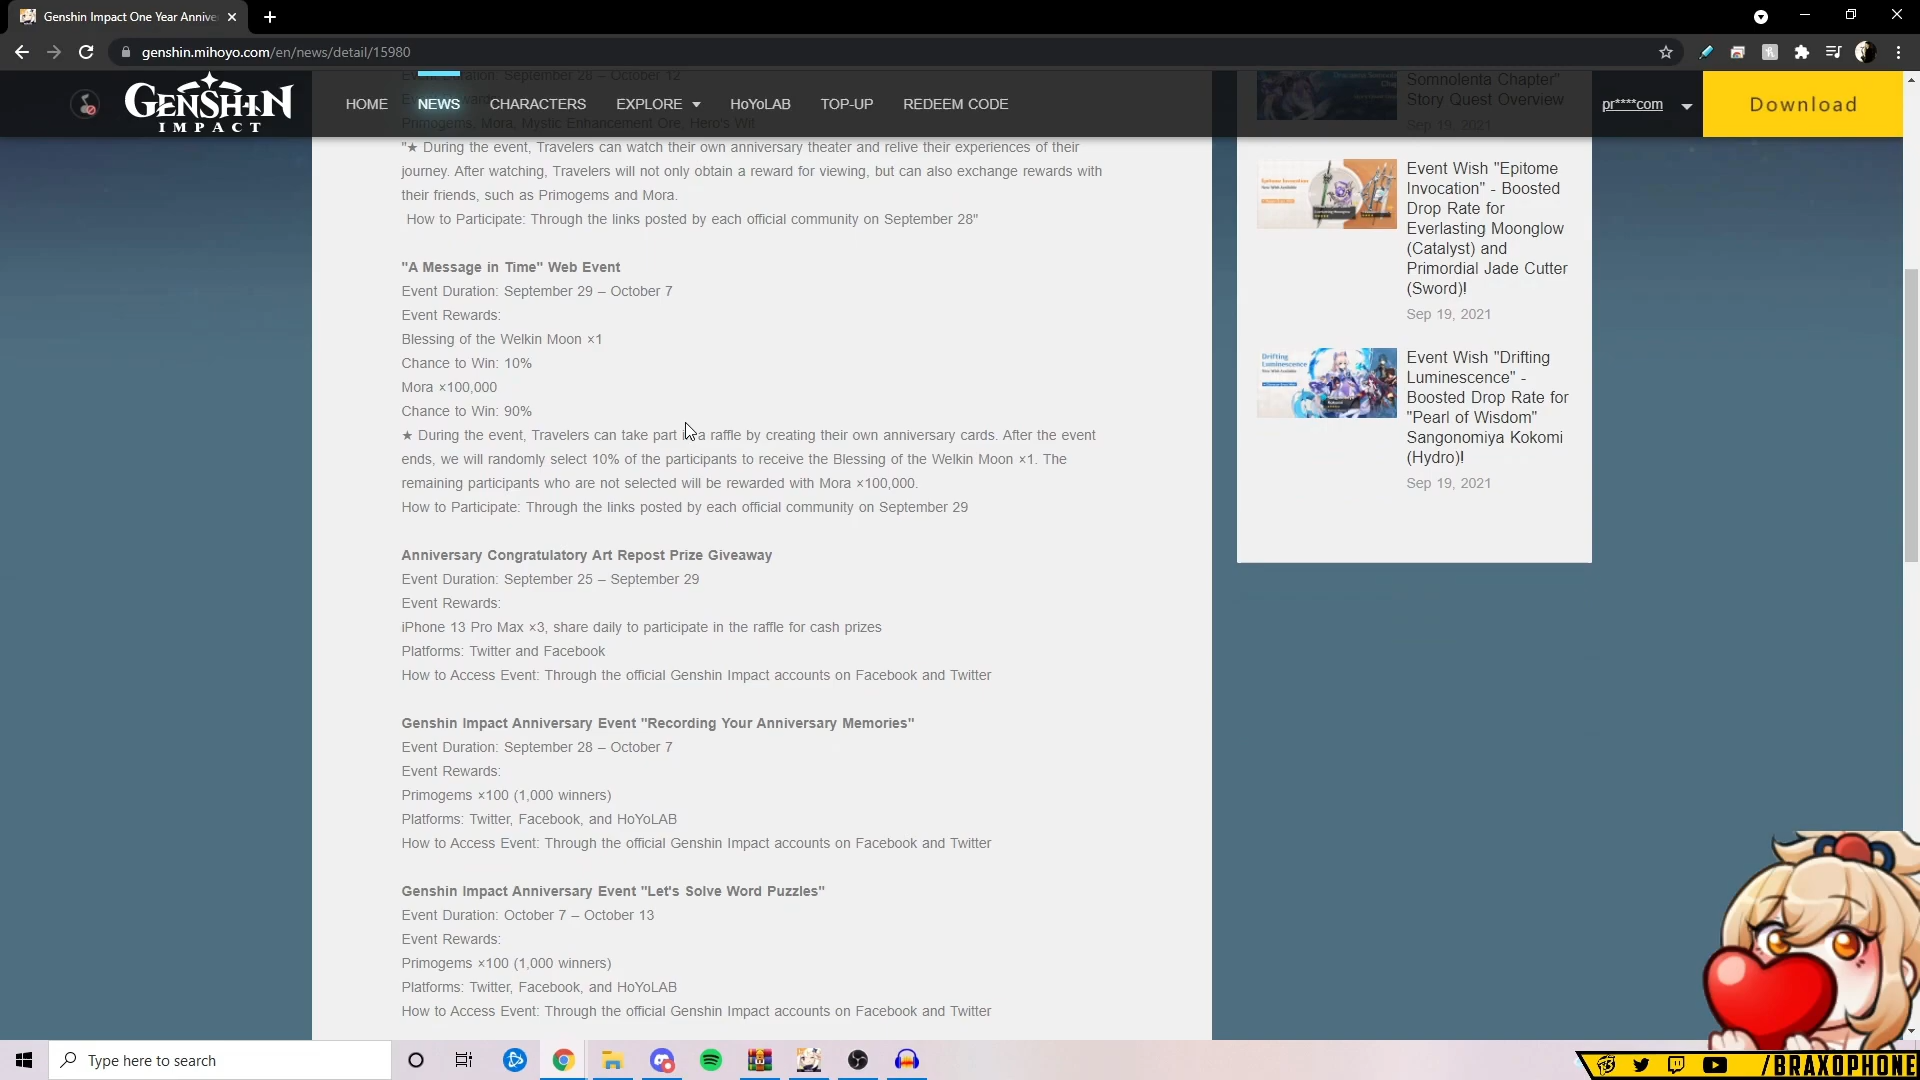 Genshin Impact One Year Annive
genshin.mihoyo.com/en/news/detail/15980
GENSHIN
IMPACT
HOME
NEWS
CHARACTERS
EXPLORE
HoYoLAB
TOP-UP
REDEEM CODE
pr****com
Download
Event Duration: September 28 – October 12
Primogems, Mora, Mystic Enhancement Ore, Hero's Wit
"★ During the event, Travelers can watch their own anniversary theater and relive their experiences of their
journey. After watching, Travelers will not only obtain a reward for viewing, but can also exchange rewards with
their friends, such as Primogems and Mora.
How to Participate: Through the links posted by each official community on September 28"
"A Message in Time" Web Event
Event Duration: September 29 – October 7
Event Rewards:
Blessing of the Welkin Moon ×1
Chance to Win: 10%
Mora ×100,000
Chance to Win: 90%
★ During the event, Travelers can take part in a raffle by creating their own anniversary cards. After the event
ends, we will randomly select 10% of the participants to receive the Blessing of the Welkin Moon ×1. The
remaining participants who are not selected will be rewarded with Mora ×100,000.
How to Participate: Through the links posted by each official community on September 29
Anniversary Congratulatory Art Repost Prize Giveaway
Event Duration: September 25 – September 29
Event Rewards:
iPhone 13 Pro Max ×3, share daily to participate in the raffle for cash prizes
Platforms: Twitter and Facebook
How to Access Event: Through the official Genshin Impact accounts on Facebook and Twitter
Genshin Impact Anniversary Event "Recording Your Anniversary Memories"
Event Duration: September 28 – October 7
Event Rewards:
Primogems ×100 (1,000 winners)
Platforms: Twitter, Facebook, and HoYoLAB
How to Access Event: Through the official Genshin Impact accounts on Facebook and Twitter
Genshin Impact Anniversary Event "Let's Solve Word Puzzles"
Event Duration: October 7 – October 13
Event Rewards:
Primogems ×100 (1,000 winners)
Platforms: Twitter, Facebook, and HoYoLAB
How to Access Event: Through the official Genshin Impact accounts on Facebook and Twitter
Somnolenta Chapter"
Story Quest Overview
Sep 19, 2021
Event Wish "Epitome
Invocation" - Boosted
Drop Rate for
Everlasting Moonglow
(Catalyst) and
Primordial Jade Cutter
(Sword)!
Sep 19, 2021
Drifting
Luminescence
Event Wish "Drifting
Luminescence" -
Boosted Drop Rate for
"Pearl of Wisdom"
Sangonomiya Kokomi
(Hydro)!
Sep 19, 2021
Type here to search
/BRAXOPHONE